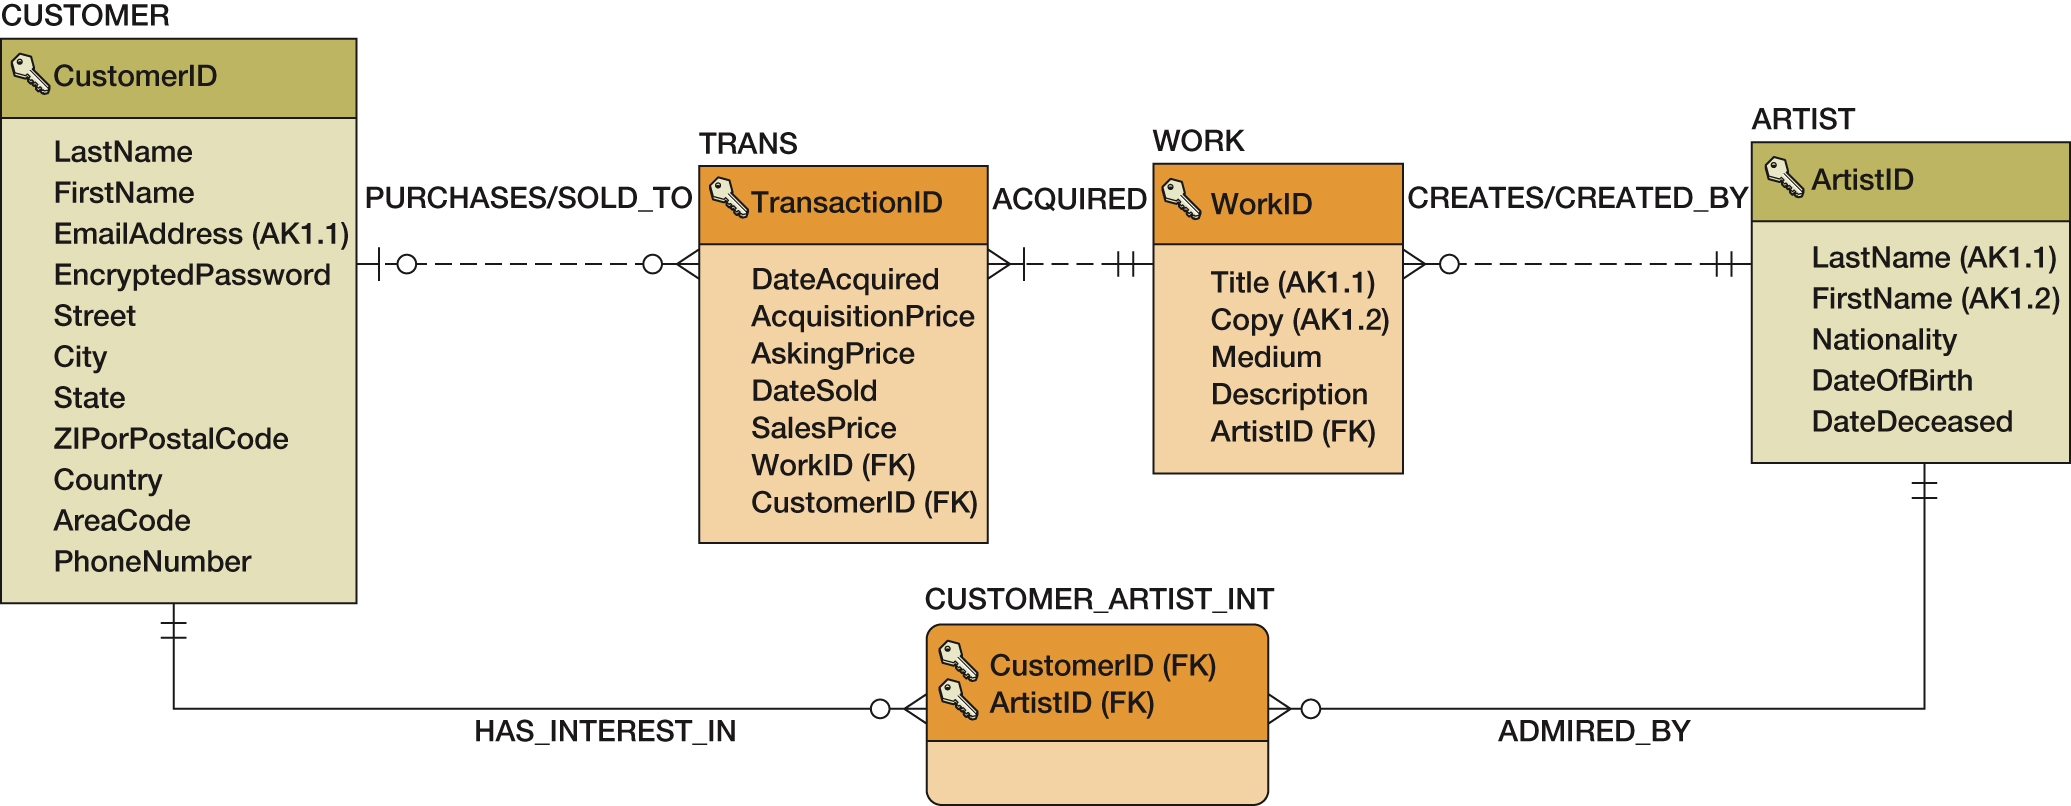 CUSTOMER
CustomerID
LastName
FirstName
EmailAddress (AK1.1)
EncryptedPassword
Street
City
State
ZIPorPostalCode
Country
AreaCode
PhoneNumber
PURCHASES/SOLD_TO
TRANS
TransactionID
DateAcquired
AcquisitionPrice
AskingPrice
DateSold
SalesPrice
WorkID (FK)
CustomerID (FK)
ACQUIRED
WORK
WorkID
Title (AK1.1)
Copy (AK1.2)
Medium
Description
ArtistID (FK)
CREATES/CREATED_BY
ARTIST
ArtistID
LastName (AK1.1)
FirstName (AK1.2)
Nationality
DateOfBirth
DateDeceased
CUSTOMER_ARTIST_INT
CustomerID (FK)
ArtistID (FK)
HAS_INTEREST_IN
ADMIRED_BY